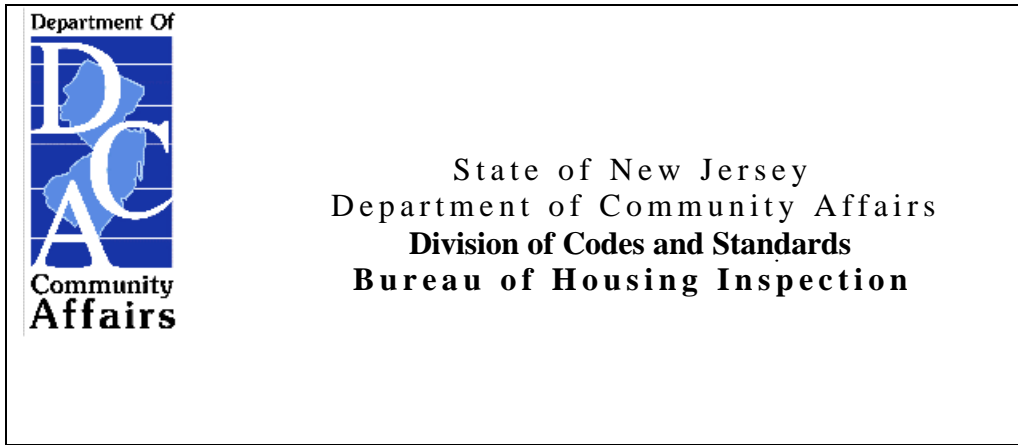 Department Of
D
C
A
Community
Affairs
State of New Jersey
Department of Community Affairs
Division of Codes and Standards
Bureau of Housing Inspection